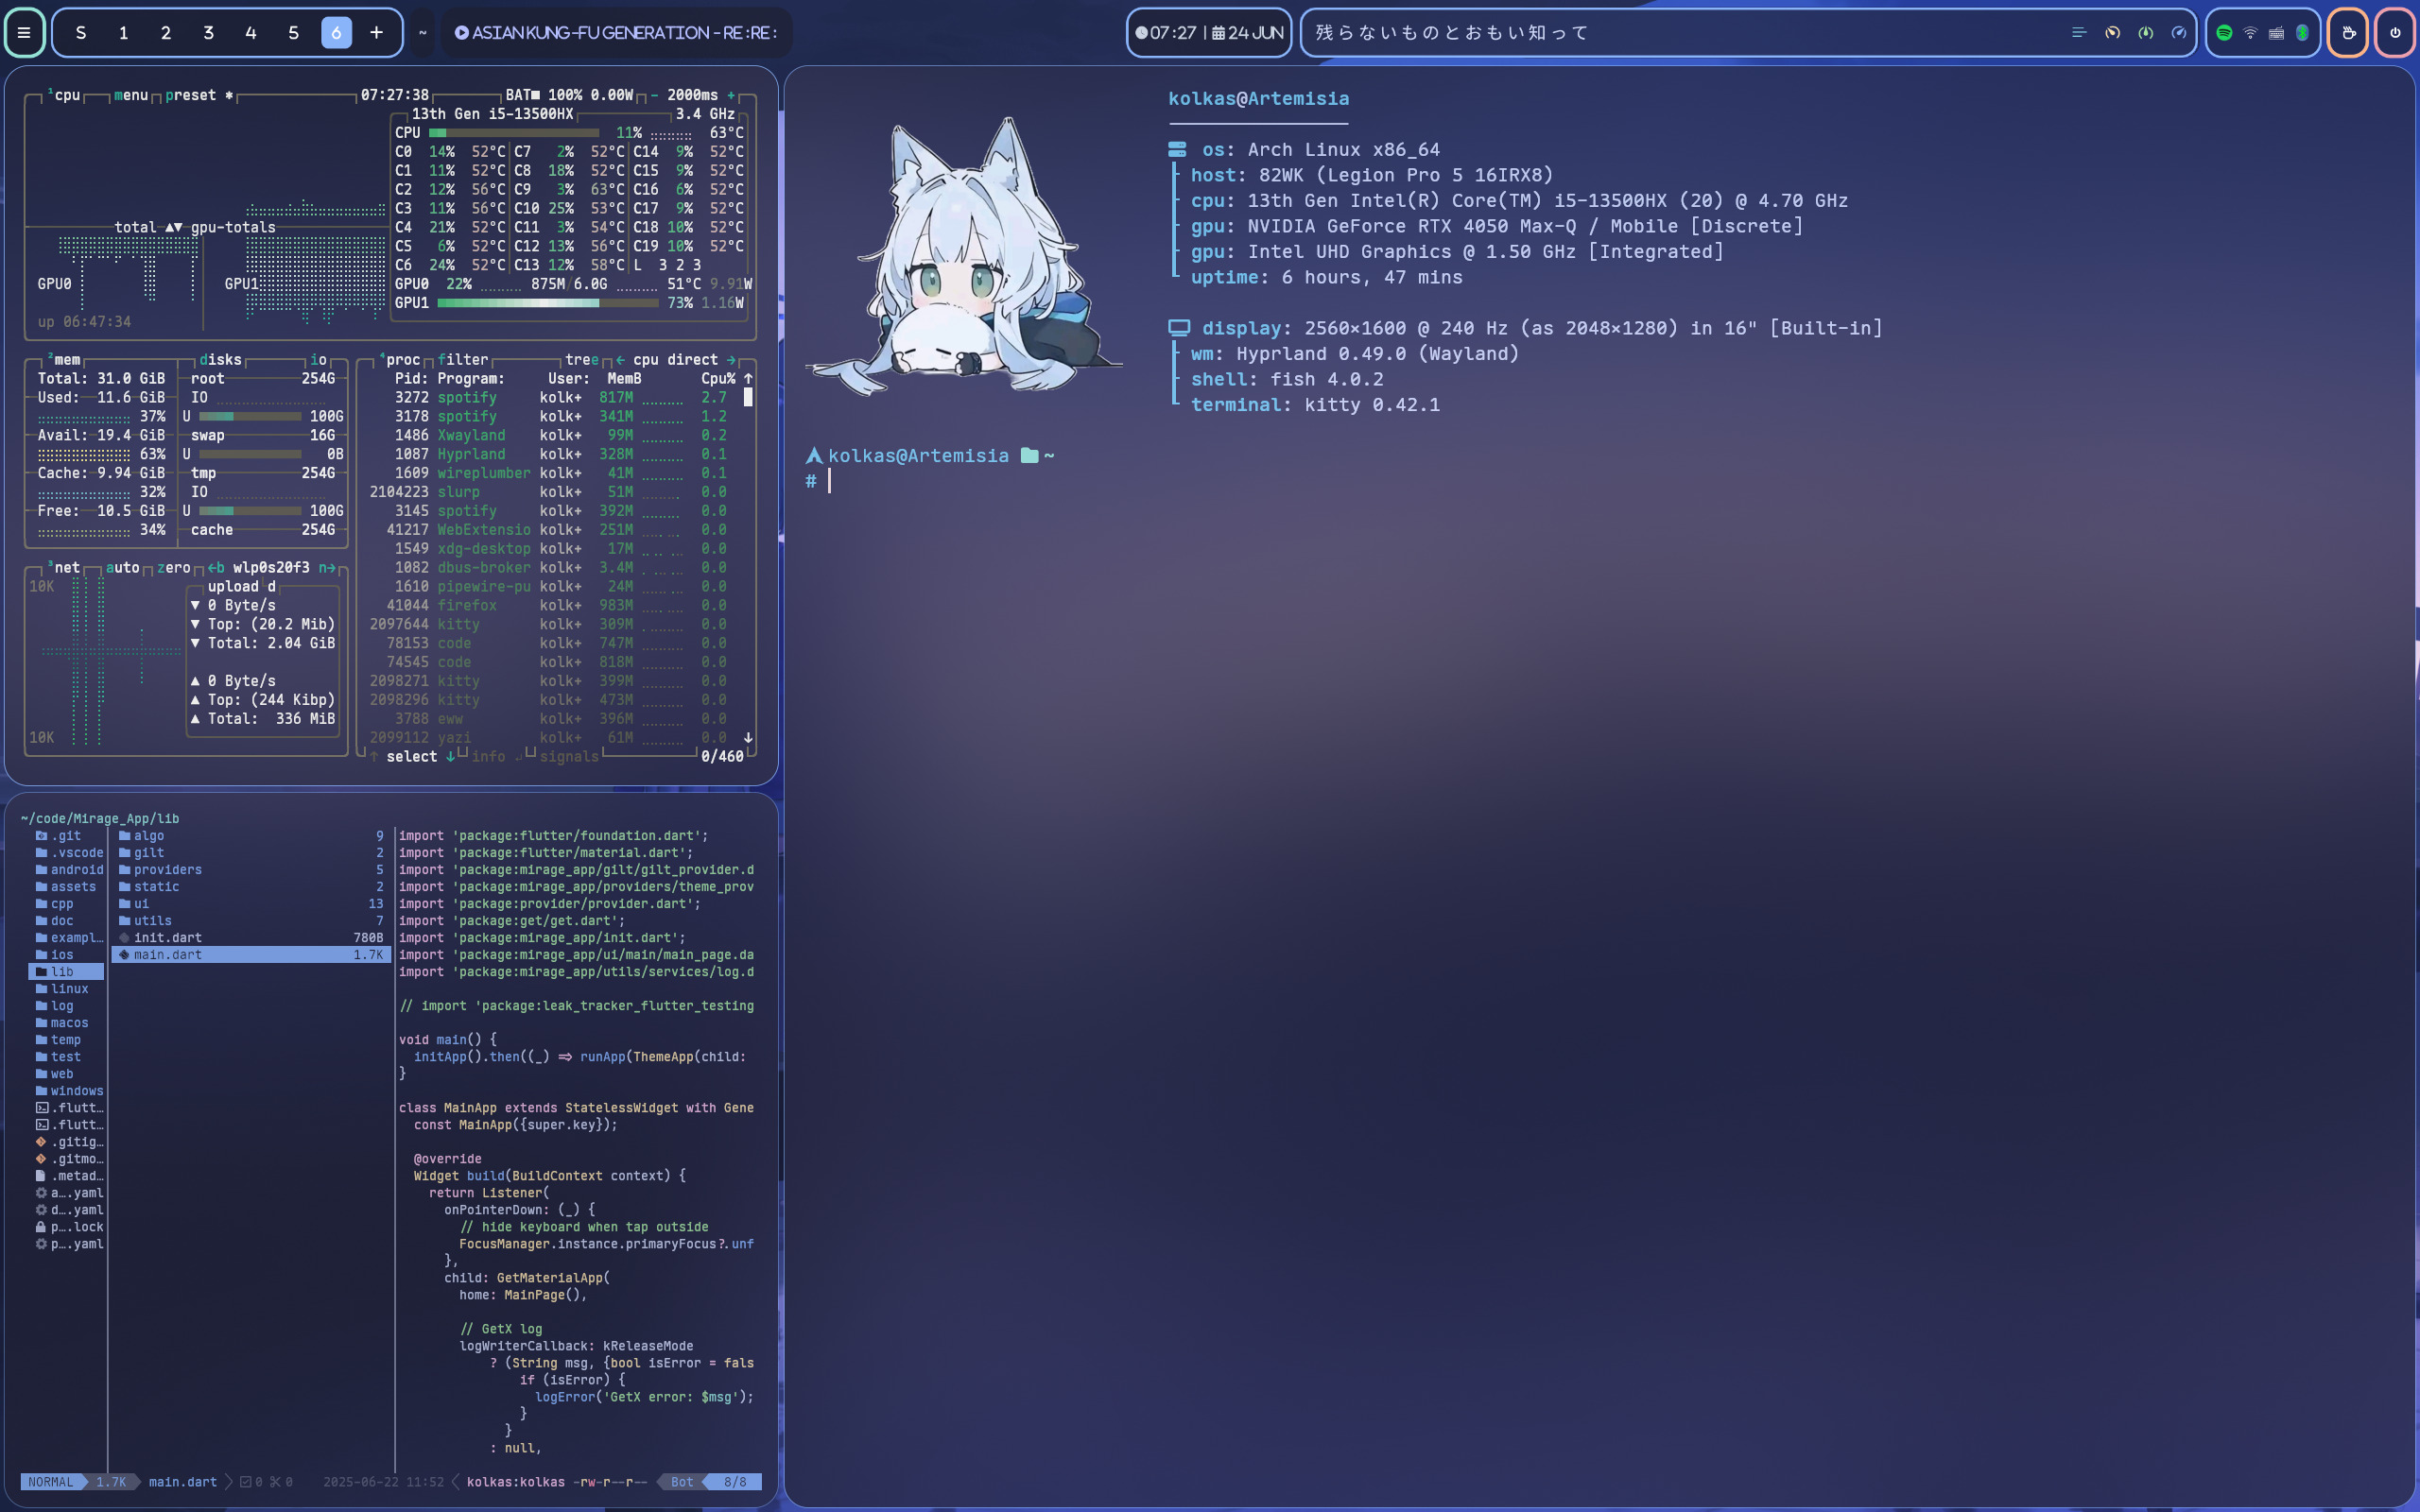 S 1 2 3 4 5 6 + ~ ASIAN KUNG-FU GENERATION - RE:RE: 07:27 | 24 JUN 残らないものとおもい知って
¹cpu menu preset * 07:27:38 BAT■ 100% 0.00W - 2000ms +
13th Gen i5-13500HX 3.4 GHz
CPU 11% 63°C
C0 14% 52°C C7 2% 52°C C14 9% 52°C
C1 11% 52°C C8 18% 52°C C15 9% 52°C
C2 12% 56°C C9 3% 63°C C16 6% 52°C
C3 11% 56°C C10 25% 53°C C17 9% 52°C
total ▲▼ gpu-totals C4 21% 52°C C11 3% 54°C C18 10% 52°C
C5 6% 52°C C12 13% 56°C C19 10% 52°C
C6 24% 52°C C13 12% 58°C L 3 2 3
GPU0 GPU1 GPU0 22% 875M/6.0G 51°C 9.91W
GPU1 73% 1.16W
up 06:47:34
²mem disks io
Total: 31.0 GiB root 254G
Used: 11.6 GiB IO
37% U 100G
Avail: 19.4 GiB swap 16G
63% U 0B
Cache: 9.94 GiB tmp 254G
32% IO
Free: 10.5 GiB U 100G
34% cache 254G
³net auto zero <b wlp0s20f3 n>
10K upload d
▼ 0 Byte/s
▼ Top: (20.2 Mib)
▼ Total: 2.04 GiB
▲ 0 Byte/s
▲ Top: (244 Kibp)
▲ Total: 336 MiB
10K
⁴proc filter tree ← cpu direct →
Pid: Program: User: MemB Cpu% ↑
3272 spotify kolk+ 817M 2.7
3178 spotify kolk+ 341M 1.2
1486 Xwayland kolk+ 99M 0.2
1087 Hyprland kolk+ 328M 0.1
1609 wireplumber kolk+ 41M 0.1
2104223 slurp kolk+ 51M 0.0
3145 spotify kolk+ 392M 0.0
41217 WebExtensio kolk+ 251M 0.0
1549 xdg-desktop kolk+ 17M 0.0
1082 dbus-broker kolk+ 3.4M 0.0
1610 pipewire-pu kolk+ 24M 0.0
41044 firefox kolk+ 983M 0.0
2097644 kitty kolk+ 309M 0.0
78153 code kolk+ 747M 0.0
74545 code kolk+ 818M 0.0
2098271 kitty kolk+ 399M 0.0
2098296 kitty kolk+ 473M 0.0
3788 eww kolk+ 396M 0.0
2099112 yazi kolk+ 61M 0.0 ↓
↑ select ↓ info ↵ signals 0/460
kolkas@Artemisia
os: Arch Linux x86_64
host: 82WK (Legion Pro 5 16IRX8)
cpu: 13th Gen Intel(R) Core(TM) i5-13500HX (20) @ 4.70 GHz
gpu: NVIDIA GeForce RTX 4050 Max-Q / Mobile [Discrete]
gpu: Intel UHD Graphics @ 1.50 GHz [Integrated]
uptime: 6 hours, 47 mins
display: 2560×1600 @ 240 Hz (as 2048×1280) in 16" [Built-in]
wm: Hyprland 0.49.0 (Wayland)
shell: fish 4.0.2
terminal: kitty 0.42.1
kolkas@Artemisia ~
#
~/code/Mirage_App/lib
.git
.vscode
android
assets
cpp
doc
exampl…
ios
lib
linux
log
macos
temp
test
web
windows
.flutt…
.flutt…
.gitig…
.gitmo…
.metad…
a….yaml
d….yaml
p….lock
p….yaml
algo 9
gilt 2
providers 5
static 2
ui 13
utils 7
init.dart 780B
main.dart 1.7K
import 'package:flutter/foundation.dart';
import 'package:flutter/material.dart';
import 'package:mirage_app/gilt/gilt_provider.d
import 'package:mirage_app/providers/theme_prov
import 'package:provider/provider.dart';
import 'package:get/get.dart';
import 'package:mirage_app/init.dart';
import 'package:mirage_app/ui/main/main_page.da
import 'package:mirage_app/utils/services/log.d
// import 'package:leak_tracker_flutter_testing
void main() {
initApp().then((_) => runApp(ThemeApp(child:
}
class MainApp extends StatelessWidget with Gene
const MainApp({super.key});
@override
Widget build(BuildContext context) {
return Listener(
onPointerDown: (_) {
// hide keyboard when tap outside
FocusManager.instance.primaryFocus?.unf
},
child: GetMaterialApp(
home: MainPage(),
// GetX log
logWriterCallback: kReleaseMode
? (String msg, {bool isError = fals
if (isError) {
logError('GetX error: $msg');
}
}
: null,
NORMAL 1.7K main.dart 0 0 2025-06-22 11:52 kolkas:kolkas -rw-r--r-- Bot 8/8